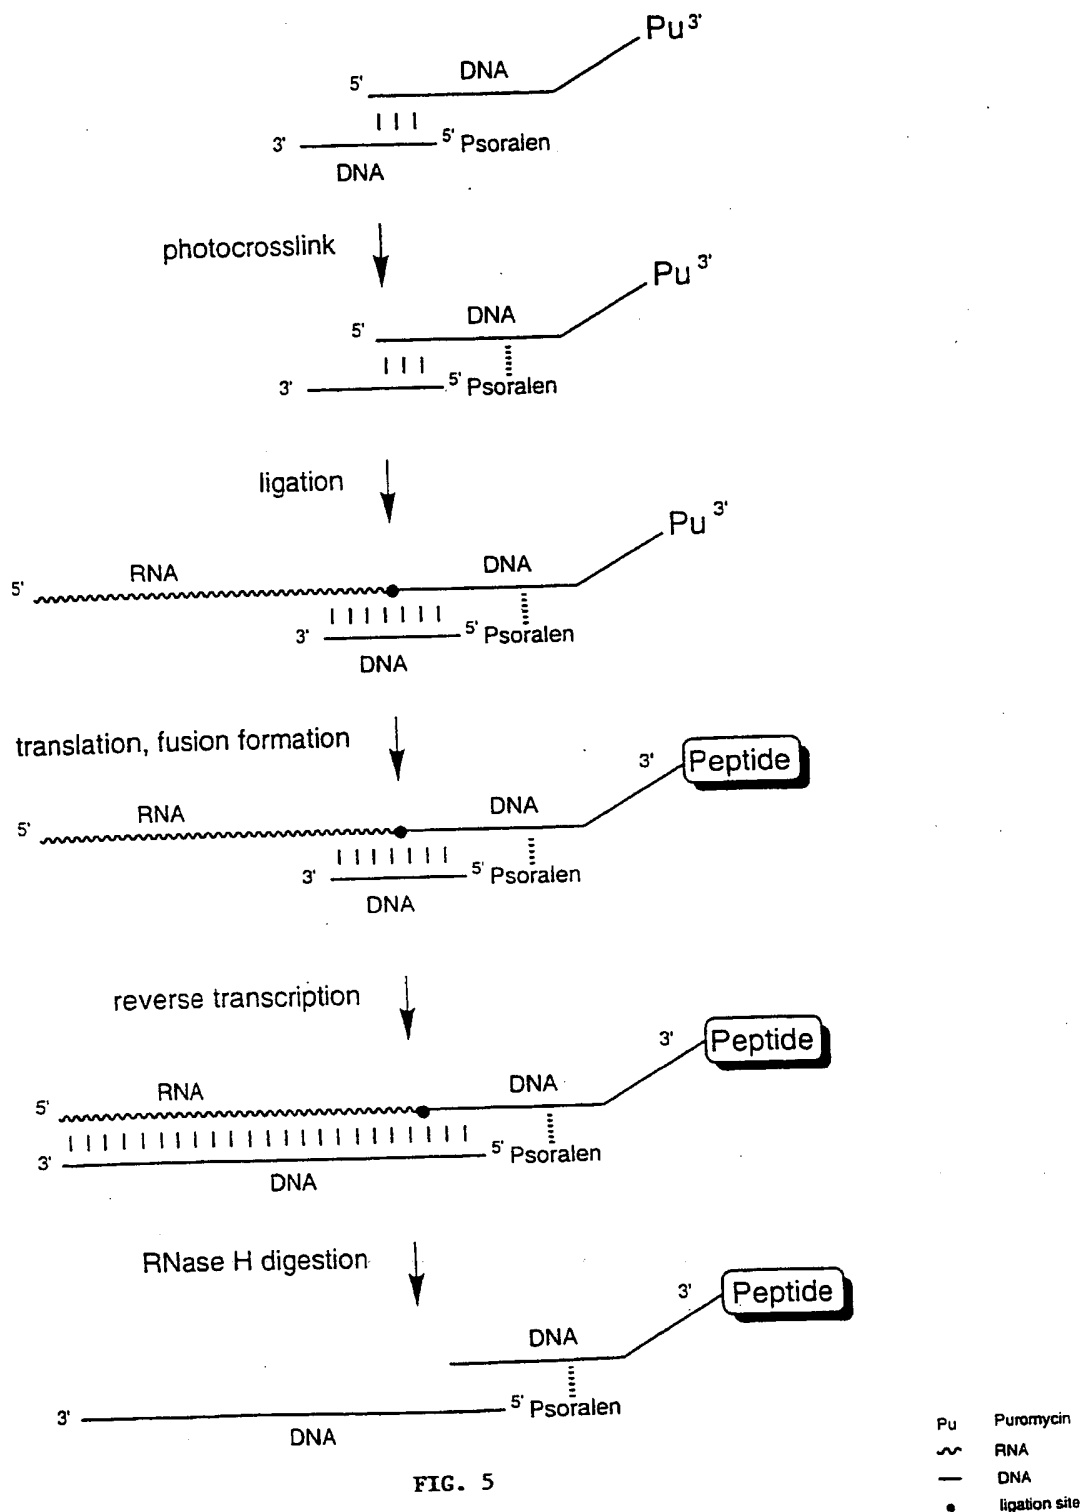 Pu 3'
DNA
5'
3'
5' Psoralen
DNA
photocrosslink
Pu 3'
DNA
5'
3'
5' Psoralen
ligation
Pu 3'
5' RNA DNA
3' 5' Psoralen
DNA
translation, fusion formation
3' Peptide
5' RNA DNA
3' 5' Psoralen
DNA
reverse transcription
3' Peptide
5' RNA DNA
3' 5' Psoralen
DNA
RNase H digestion
3' Peptide
DNA
3' 5' Psoralen
DNA
FIG. 5
Pu Puromycin
RNA
DNA
ligation site